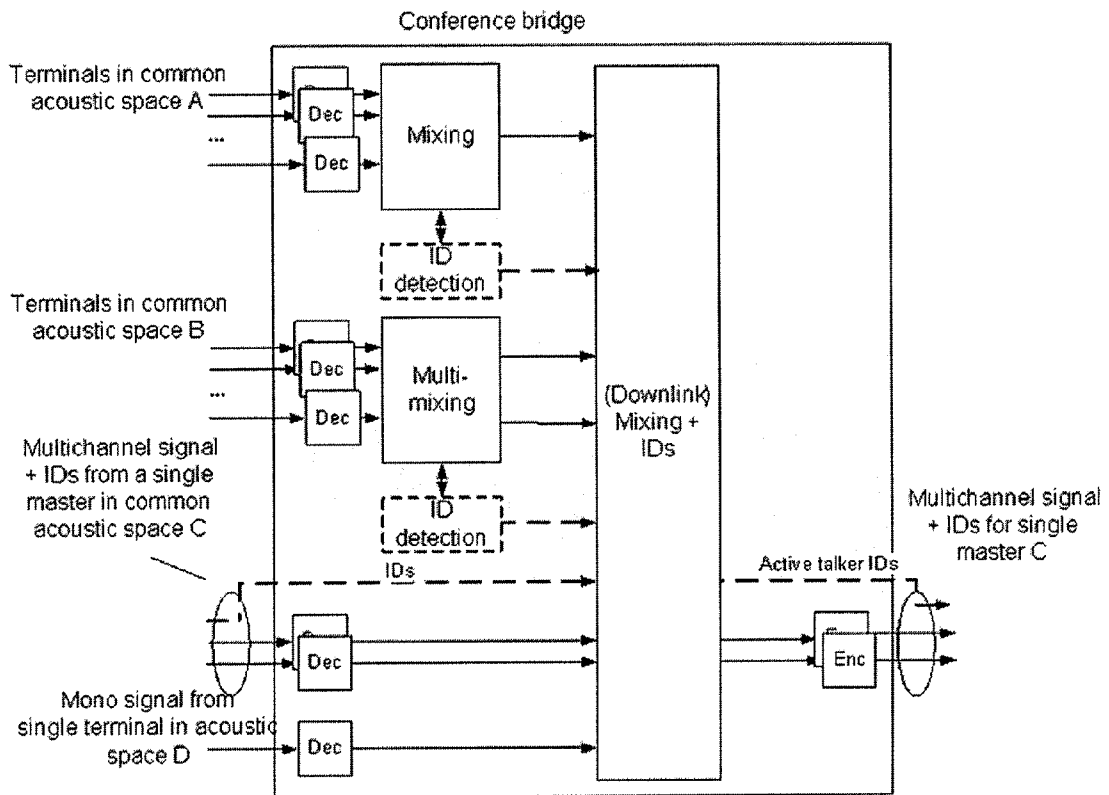 Conference bridge
Terminals in common
acoustic space A
...
Dec
Dec
Mixing
ID
detection
Terminals in common
acoustic space B
...
Dec
Dec
Multi-
mixing
ID
detection
(Downlink)
Mixing +
IDs
Multichannel signal
+ IDs from a single
master in common
acoustic space C
IDs
Dec
Mono signal from
single terminal in acoustic
space D
Dec
Active talker IDs
Enc
Multichannel signal
+ IDs for single
master C